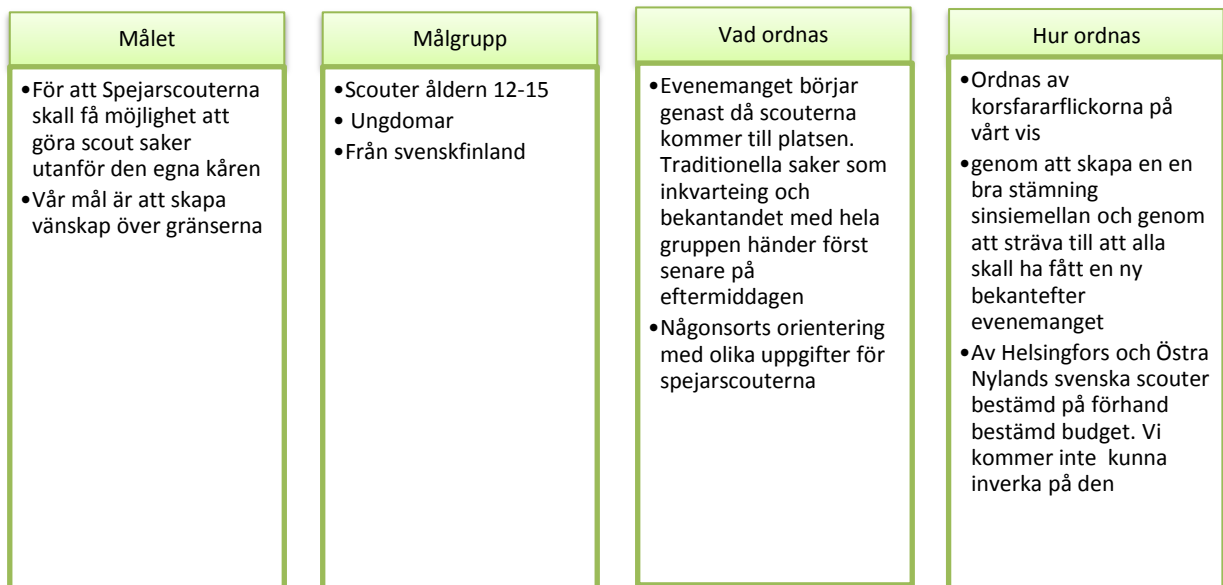 Målet
•För att Spejarscouterna
skall få möjlighet att
göra scout saker
utanför den egna kåren
•Vår mål är att skapa
vänskap över gränserna
Målgrupp
•Scouter åldern 12-15
• Ungdomar
•Från svenskfinland
Vad ordnas
•Evenemanget börjar
genast då scouterna
kommer till platsen.
Traditionella saker som
inkvarteing och
bekantandet med hela
gruppen händer först
senare på
eftermiddagen
•Någonsorts orientering
med olika uppgifter för
spejarscouterna
Hur ordnas
•Ordnas av
korsfararflickorna på
vårt vis
•genom att skapa en en
bra stämning
sinsiemellan och genom
att sträva till att alla
skall ha fått en ny
bekantefter
evenemanget
•Av Helsingfors och Östra
Nylands svenska scouter
bestämd på förhand
bestämd budget. Vi
kommer inte kunna
inverka på den